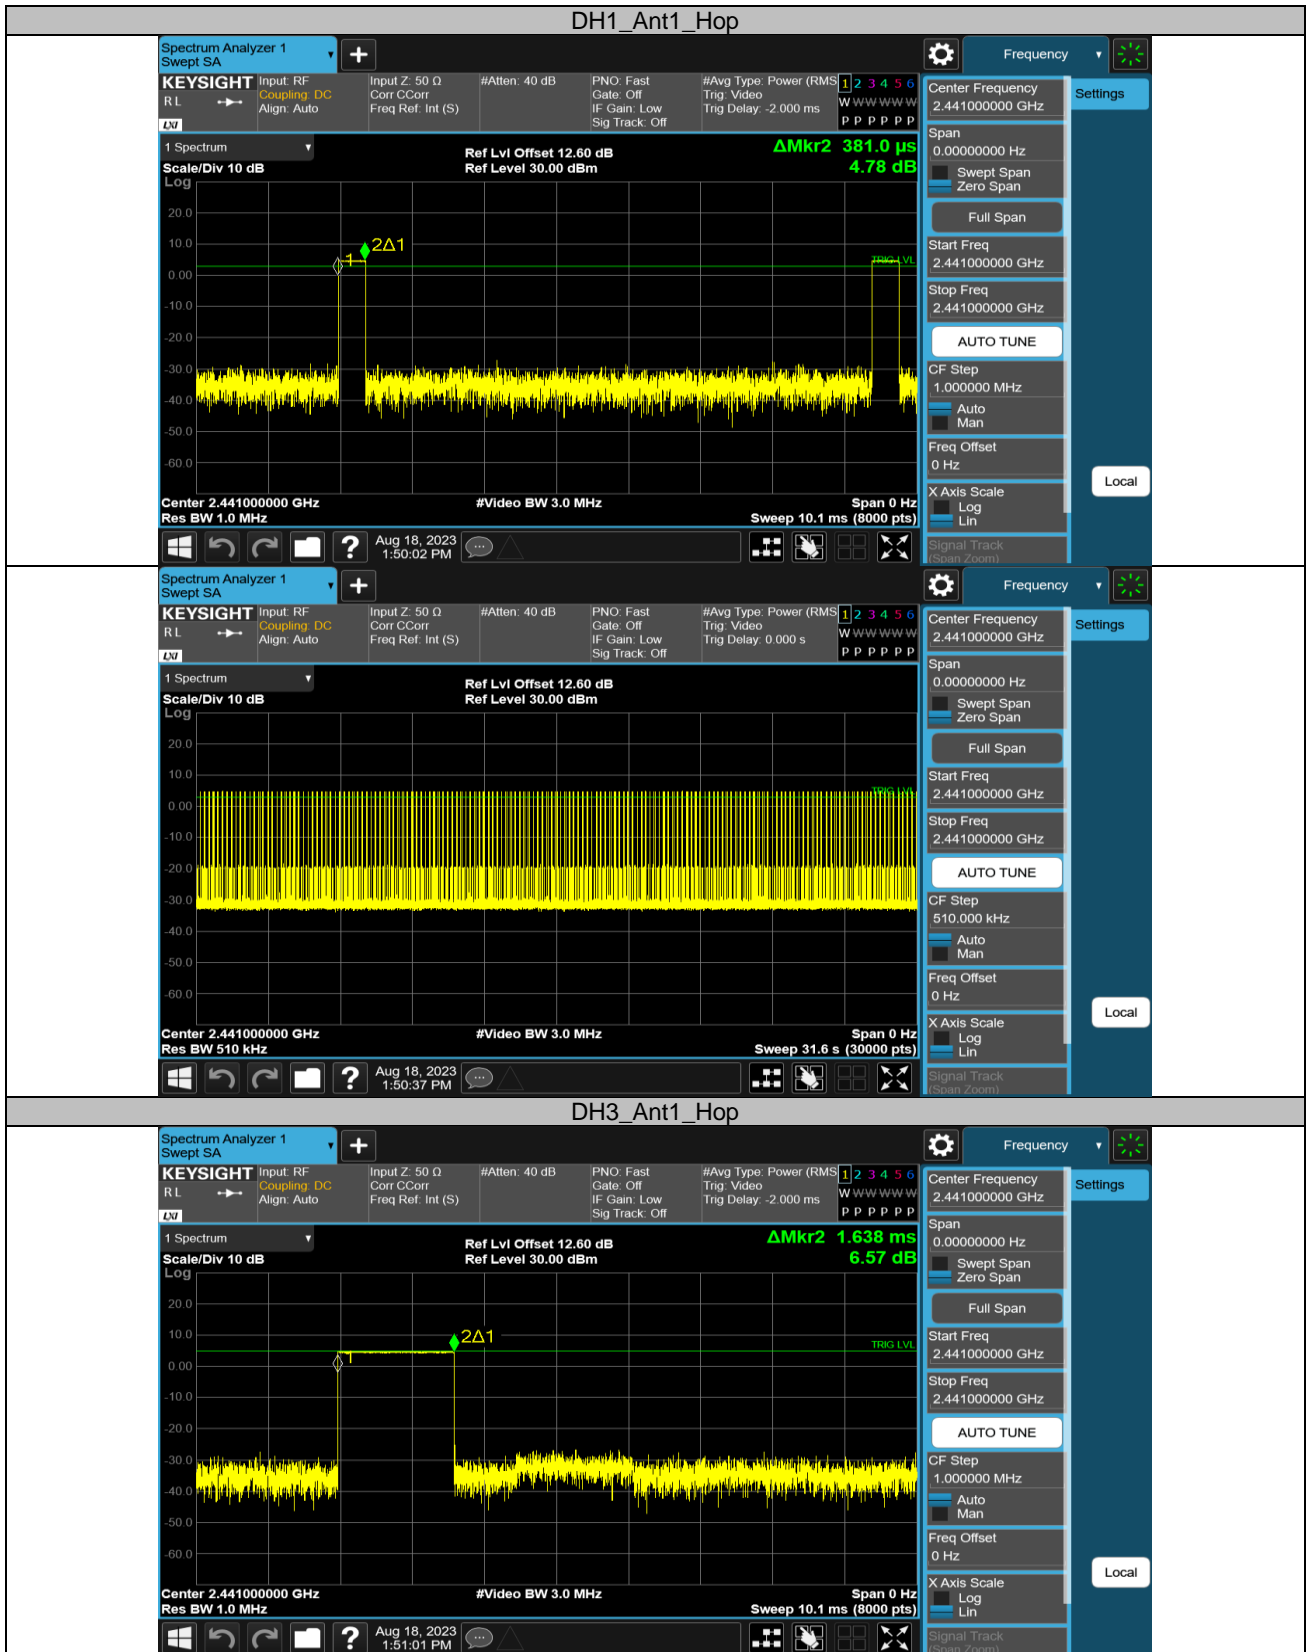 DH1_Ant1_Hop
Spectrum Analyzer 1
Swept SA
Frequency
KEYSIGHT Input: RF Input Z: 50 Ω #Atten: 40 dB PNO: Fast #Avg Type: Power (RMS 1 2 3 4 5 6
RL Coupling: DC Corr CCorr Gate: Off Trig: Video W W W W W W
Align: Auto Freq Ref: Int (S) IF Gain: Low Trig Delay: -2.000 ms
LXI Sig Track: Off P P P P P P
1 Spectrum
Scale/Div 10 dB
Ref Lvl Offset 12.60 dB
Ref Level 30.00 dBm
ΔMkr2 381.0 µs
4.78 dB
Log
20.0
10.0
0.00
-10.0
-20.0
-30.0
-40.0
-50.0
-60.0
1
2Δ1
TRIG LVL
Center 2.441000000 GHz #Video BW 3.0 MHz Span 0 Hz
Res BW 1.0 MHz Sweep 10.1 ms (8000 pts)
Aug 18, 2023
1:50:02 PM
Center Frequency
2.441000000 GHz
Settings
Span
0.00000000 Hz
Swept Span
Zero Span
Full Span
Start Freq
2.441000000 GHz
Stop Freq
2.441000000 GHz
AUTO TUNE
CF Step
1.000000 MHz
Auto
Man
Freq Offset
0 Hz
Local
X Axis Scale
Log
Lin
Signal Track
(Span Zoom)
Spectrum Analyzer 1
Swept SA
Frequency
KEYSIGHT Input: RF Input Z: 50 Ω #Atten: 40 dB PNO: Fast #Avg Type: Power (RMS 1 2 3 4 5 6
RL Coupling: DC Corr CCorr Gate: Off Trig: Video W W W W W W
Align: Auto Freq Ref: Int (S) IF Gain: Low Trig Delay: 0.000 s
LXI Sig Track: Off P P P P P P
1 Spectrum
Scale/Div 10 dB
Ref Lvl Offset 12.60 dB
Ref Level 30.00 dBm
Log
20.0
10.0
0.00
-10.0
-20.0
-30.0
-40.0
-50.0
-60.0
TRIG LVL
Center 2.441000000 GHz #Video BW 3.0 MHz Span 0 Hz
Res BW 510 kHz Sweep 31.6 s (30000 pts)
Aug 18, 2023
1:50:37 PM
Center Frequency
2.441000000 GHz
Settings
Span
0.00000000 Hz
Swept Span
Zero Span
Full Span
Start Freq
2.441000000 GHz
Stop Freq
2.441000000 GHz
AUTO TUNE
CF Step
510.000 kHz
Auto
Man
Freq Offset
0 Hz
Local
X Axis Scale
Log
Lin
Signal Track
(Span Zoom)
DH3_Ant1_Hop
Spectrum Analyzer 1
Swept SA
Frequency
KEYSIGHT Input: RF Input Z: 50 Ω #Atten: 40 dB PNO: Fast #Avg Type: Power (RMS 1 2 3 4 5 6
RL Coupling: DC Corr CCorr Gate: Off Trig: Video W W W W W W
Align: Auto Freq Ref: Int (S) IF Gain: Low Trig Delay: -2.000 ms
LXI Sig Track: Off P P P P P P
1 Spectrum
Scale/Div 10 dB
Ref Lvl Offset 12.60 dB
Ref Level 30.00 dBm
ΔMkr2 1.638 ms
6.57 dB
Log
20.0
10.0
0.00
-10.0
-20.0
-30.0
-40.0
-50.0
-60.0
1
2Δ1
TRIG LVL
Center 2.441000000 GHz #Video BW 3.0 MHz Span 0 Hz
Res BW 1.0 MHz Sweep 10.1 ms (8000 pts)
Aug 18, 2023
1:51:01 PM
Center Frequency
2.441000000 GHz
Settings
Span
0.00000000 Hz
Swept Span
Zero Span
Full Span
Start Freq
2.441000000 GHz
Stop Freq
2.441000000 GHz
AUTO TUNE
CF Step
1.000000 MHz
Auto
Man
Freq Offset
0 Hz
Local
X Axis Scale
Log
Lin
Signal Track
(Span Zoom)